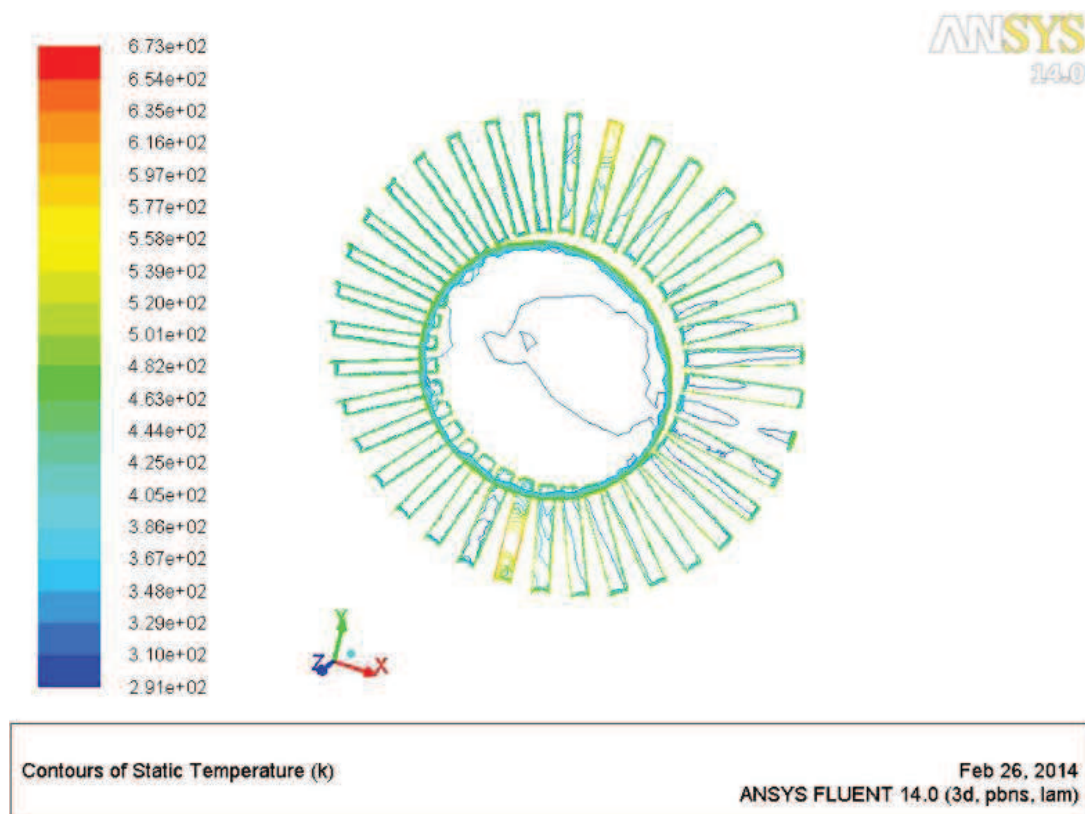 ANSYS
14.0
6.73e+02
6.54e+02
6.35e+02
6.16e+02
5.97e+02
5.77e+02
5.58e+02
5.39e+02
5.20e+02
5.01e+02
4.82e+02
4.63e+02
4.44e+02
4.25e+02
4.05e+02
3.86e+02
3.67e+02
3.48e+02
3.29e+02
3.10e+02
2.91e+02
Y
Z
X
Contours of Static Temperature (k)
Feb 26, 2014
ANSYS FLUENT 14.0 (3d, pbns, lam)